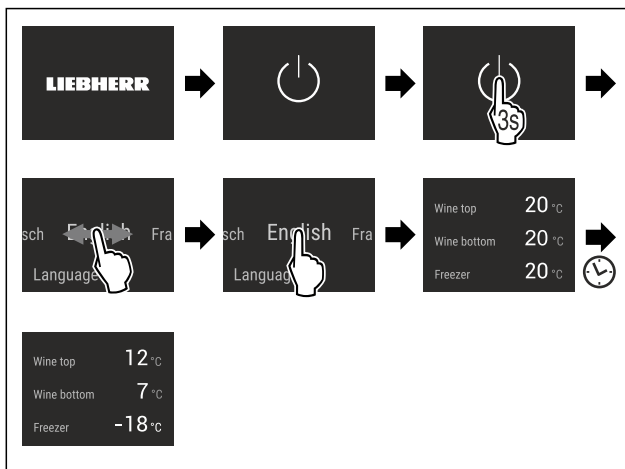 LIEBHERR
3s
sch English Fra
Language
sch English Fra
Languag
Wine top 20 °C
Wine bottom 20 °C
Freezer 20 °C
Wine top 12 °C
Wine bottom 7 °C
Freezer -18 °C